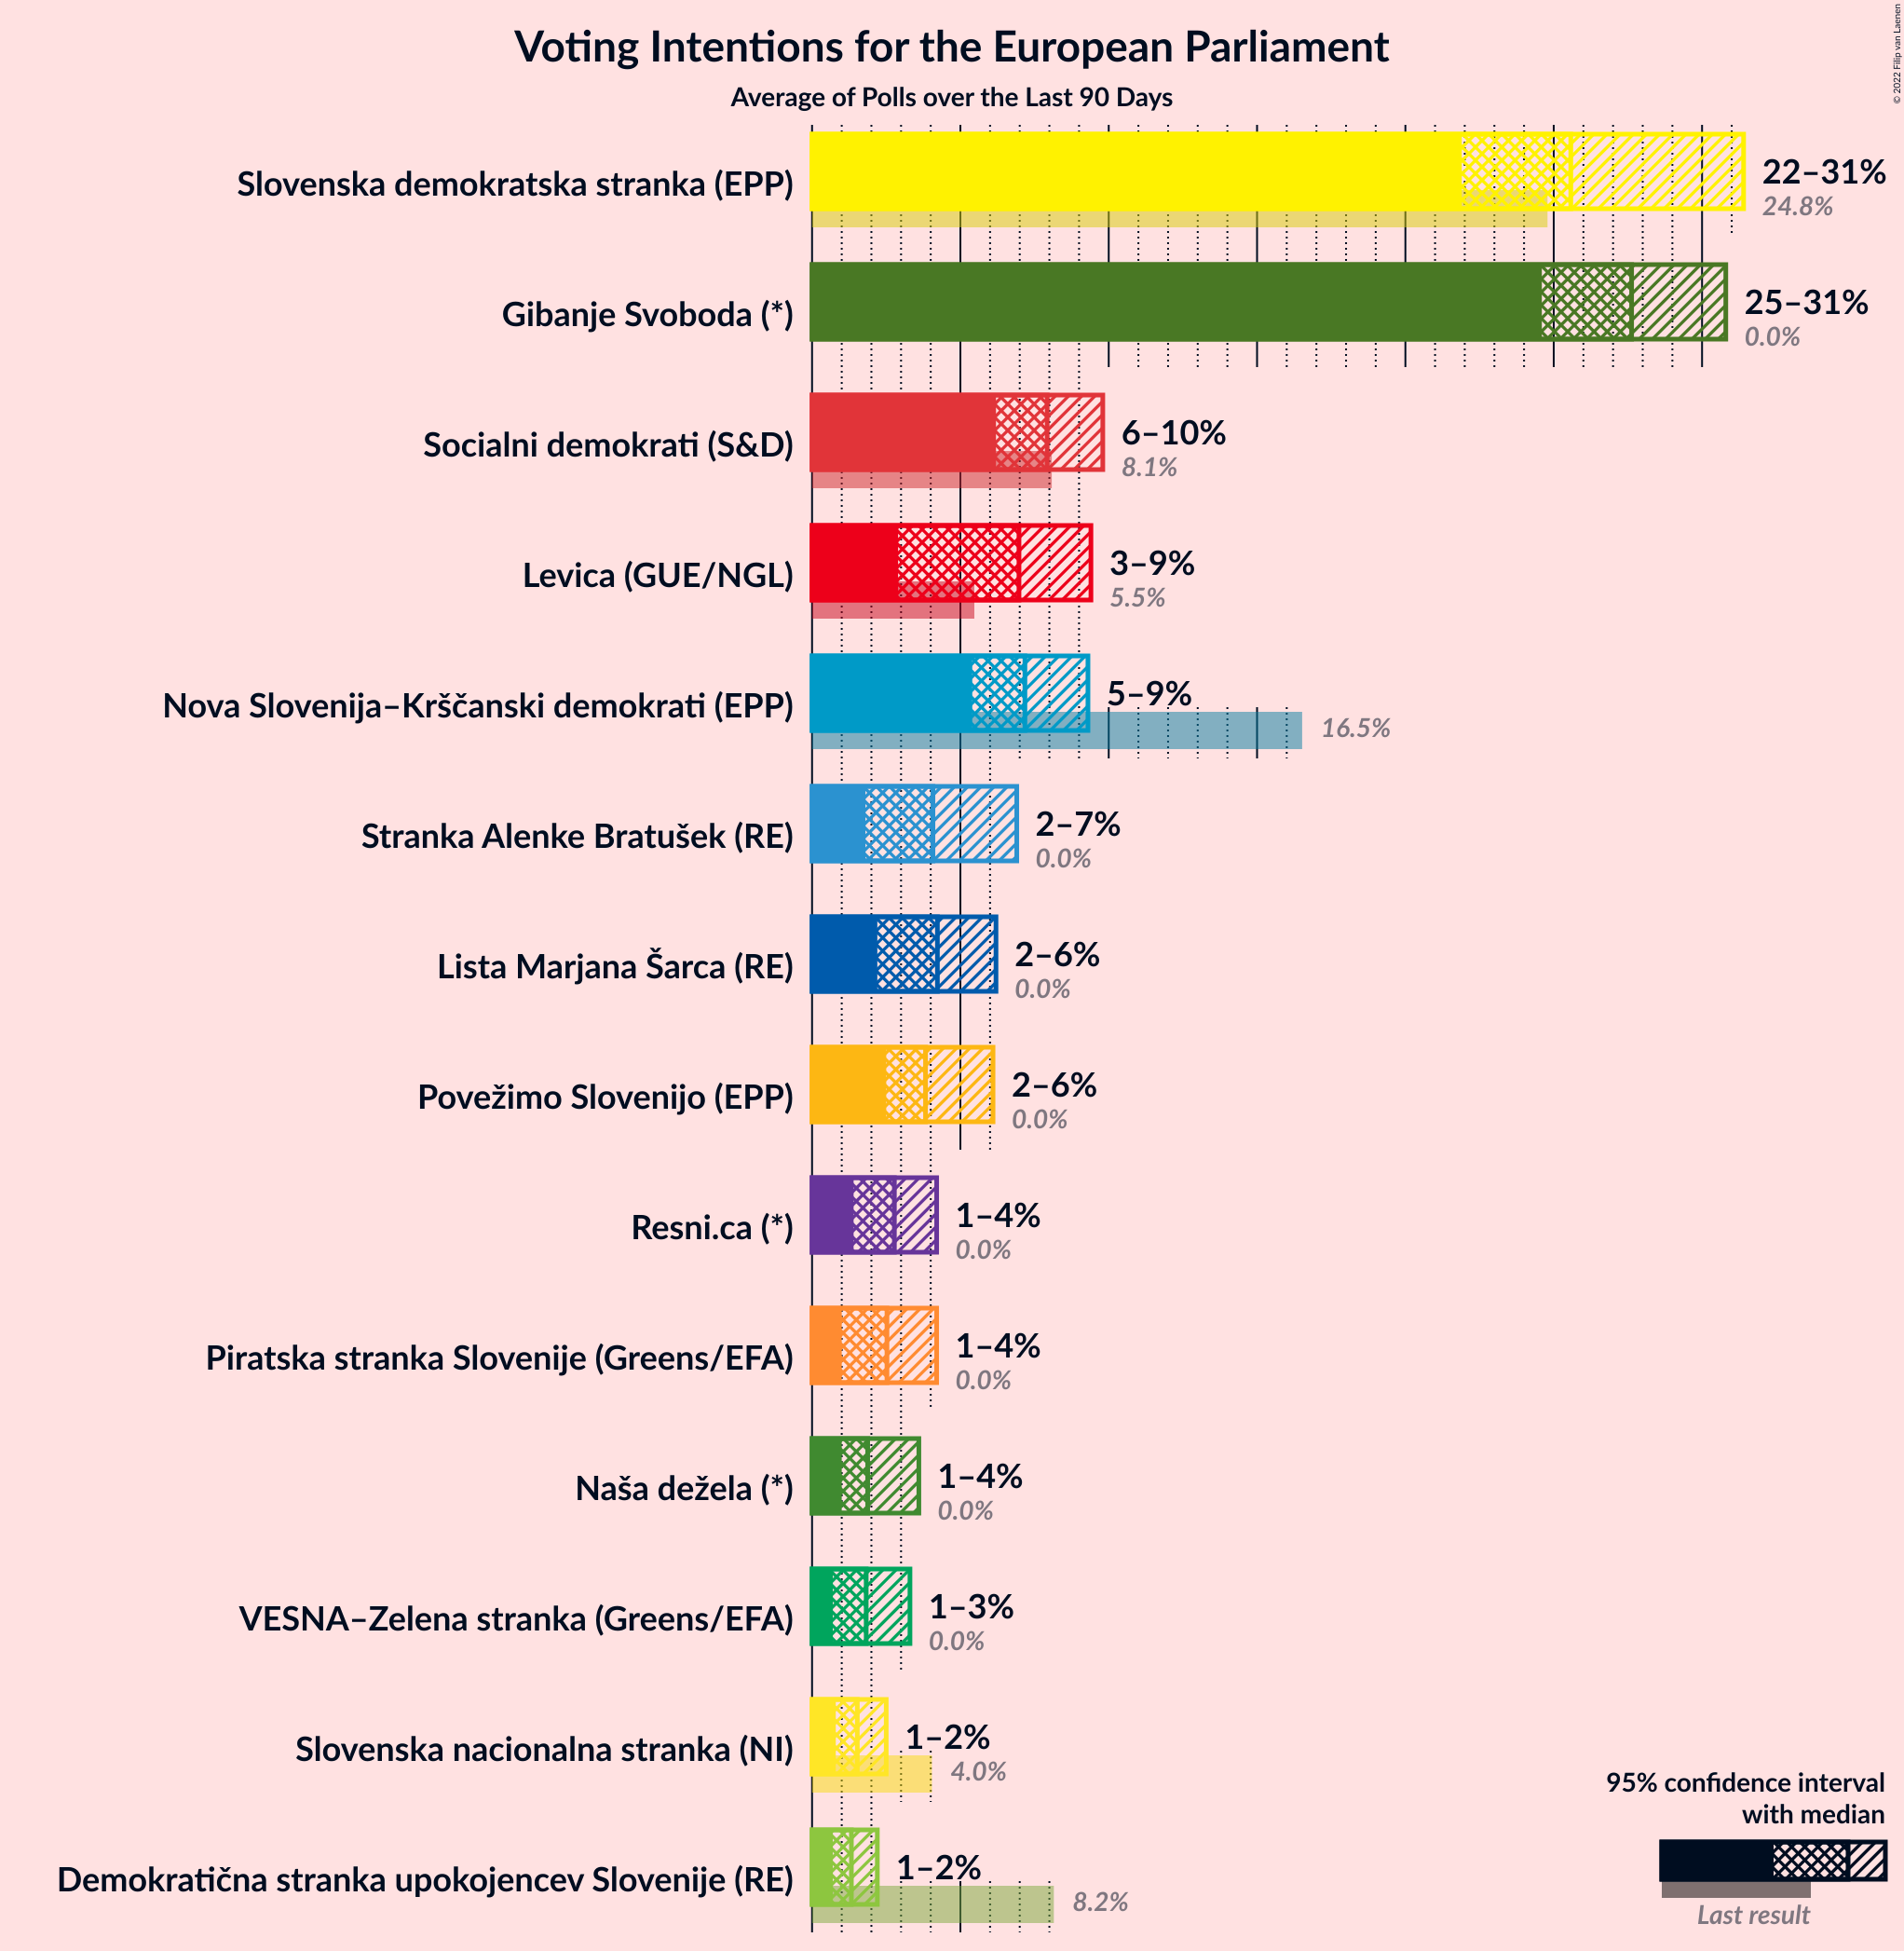 © 2022 Filip van Laenen
Voting Intentions for the European Parliament
Average of Polls over the Last 90 Days
Slovenska demokratska stranka (EPP)
22–31%
24.8%
Gibanje Svoboda (*)
25–31%
0.0%
Socialni demokrati (S&D)
6–10%
8.1%
Levica (GUE/NGL)
3–9%
5.5%
Nova Slovenija–Krščanski demokrati (EPP)
5–9%
16.5%
Stranka Alenke Bratušek (RE)
2–7%
0.0%
Lista Marjana Šarca (RE)
2–6%
0.0%
Povežimo Slovenijo (EPP)
2–6%
0.0%
Resni.ca (*)
1–4%
0.0%
Piratska stranka Slovenije (Greens/EFA)
1–4%
0.0%
Naša dežela (*)
1–4%
0.0%
VESNA–Zelena stranka (Greens/EFA)
1–3%
0.0%
Slovenska nacionalna stranka (NI)
1–2%
4.0%
Demokratična stranka upokojencev Slovenije (RE)
1–2%
8.2%
95% confidence interval
with median
Last result